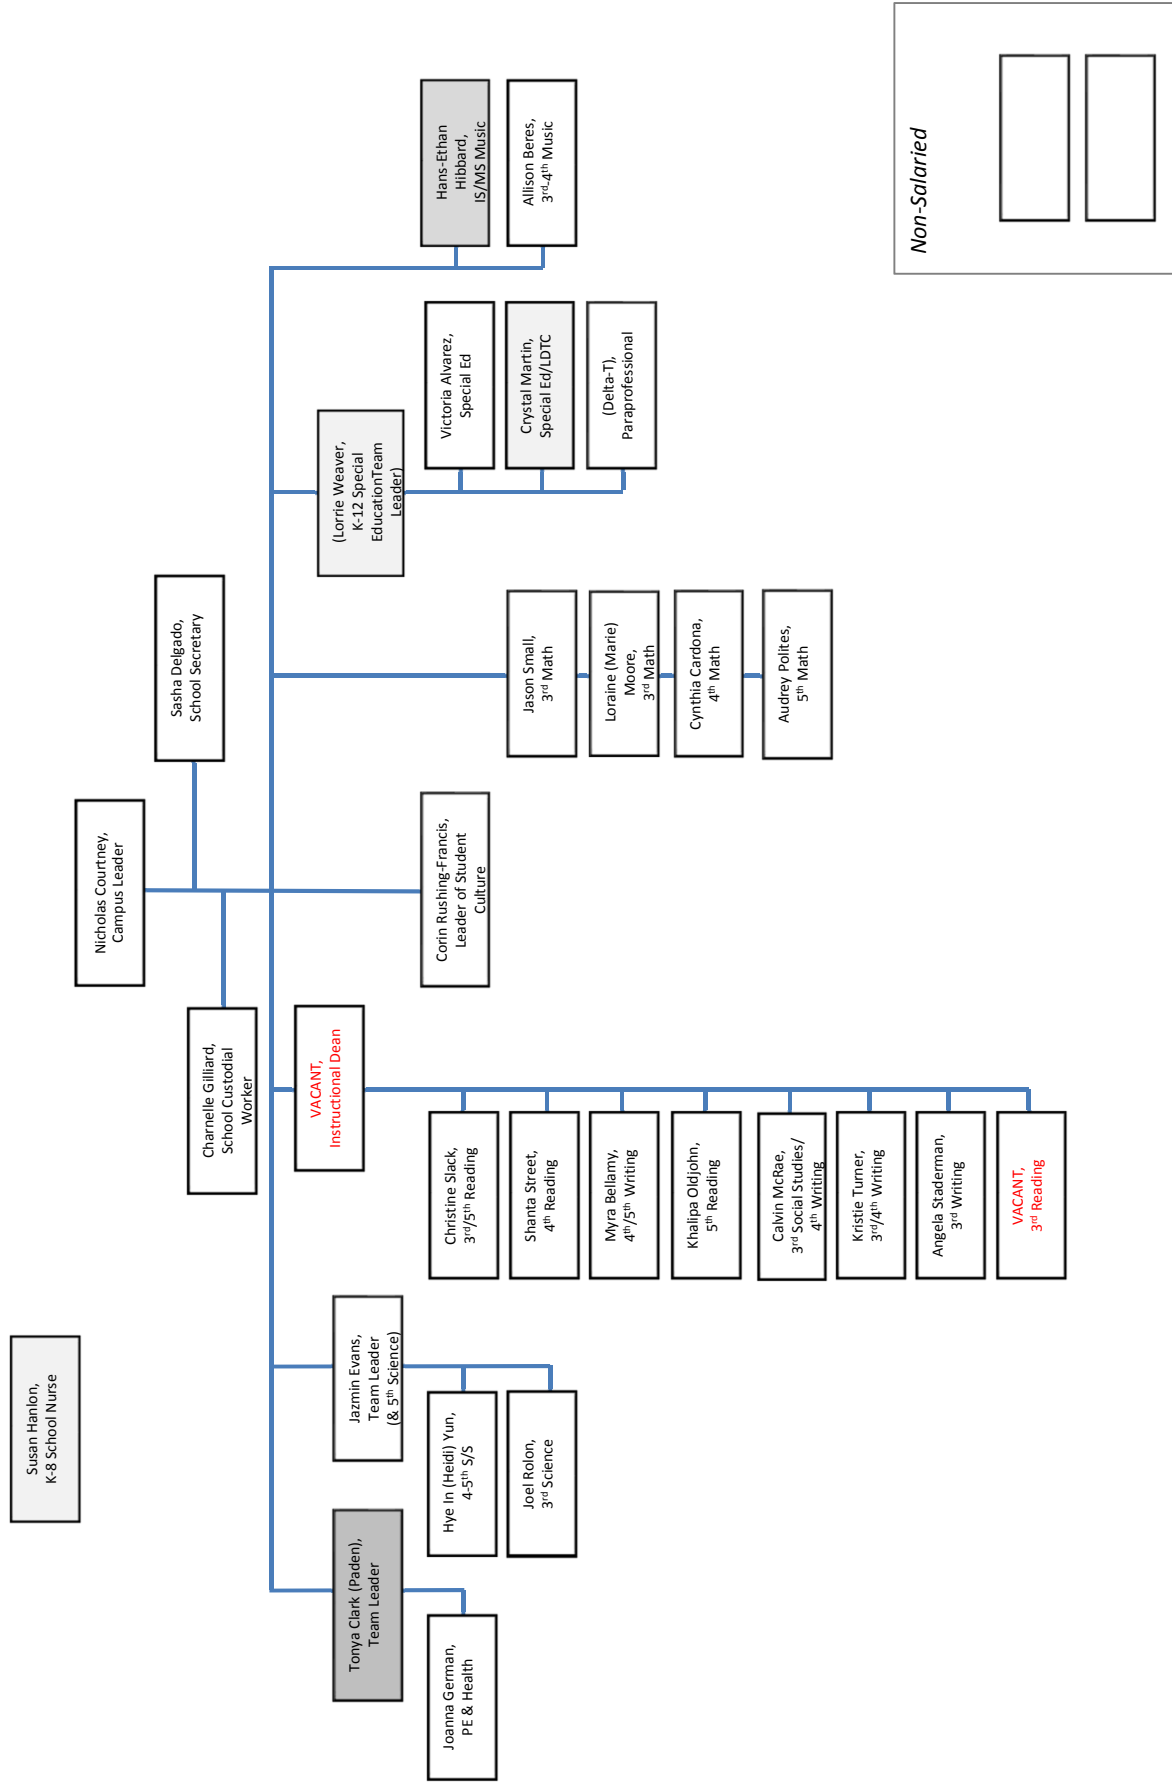 Susan Hanlon,
K-8 School Nurse
Nicholas Courtney,
Campus Leader
Sasha Delgado,
School Secretary
Charnelle Gilliard,
School Custodial
Worker
Tonya Clark (Paden),
Team Leader
Joanna German,
PE & Health
Jazmin Evans,
Team Leader
(& 5th Science)
Hye In (Heidi) Yun,
4-5th S/S
Joel Rolon,
3rd Science
VACANT,
Instructional Dean
Christine Slack,
3rd/5th Reading
Shanta Street,
4th Reading
Myra Bellamy,
4th/5th Writing
Khalipa Oldjohn,
5th Reading
Calvin McRae,
3rd Social Studies/
4th Writing
Kristie Turner,
3rd/4th Writing
Angela Staderman,
3rd Writing
VACANT,
3rd Reading
Corin Rushing-Francis,
Leader of Student
Culture
Jason Small,
3rd Math
Loraine (Marie)
Moore,
3rd Math
Cynthia Cardona,
4th Math
Audrey Polites,
5th Math
(Lorrie Weaver,
K-12 Special
EducationTeam
Leader)
Victoria Alvarez,
Special Ed
Crystal Martin,
Special Ed/LDTC
(Delta-T),
Paraprofessional
Hans-Ethan
Hibbard,
IS/MS Music
Allison Beres,
3rd-4th Music
Non-Salaried